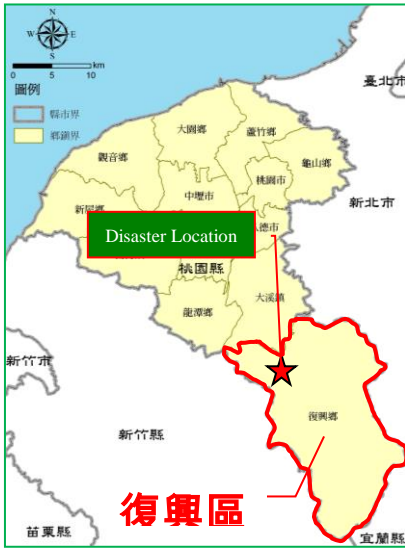 N
W
E
S
0
5
10
km
圖例
縣市界
鄉鎮界
臺北市
大園鄉
蘆竹鄉
龜山鄉
觀音鄉
桃園市
中壢市
新屋鄉
新北市
Disaster Location
八德市
桃園縣
大溪鎮
龍潭鄉
新竹市
復興鄉
新竹縣
復興區
苗栗縣
宜蘭縣